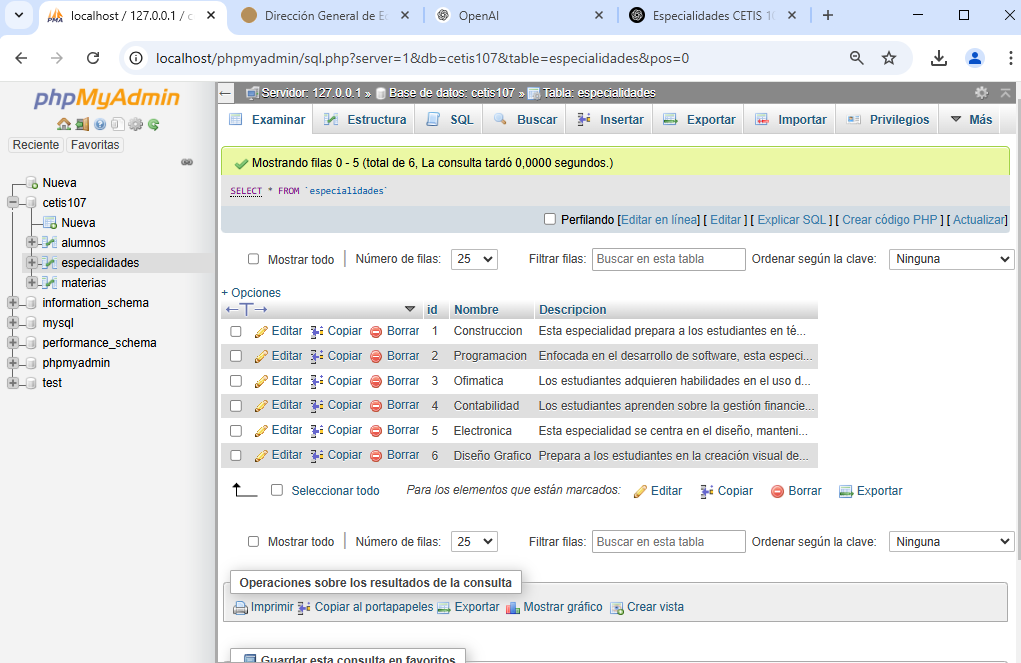 localhost / 127.0.0.1 / c
Dirección General de Ed
OpenAI
Especialidades CETIS 10
localhost/phpmyadmin/sql.php?server=1&db=cetis107&table=especialidades&pos=0
phpMyAdmin
Reciente Favoritas
Nueva
cetis107
Nueva
alumnos
especialidades
materias
information_schema
mysql
performance_schema
phpmyadmin
test
Servidor: 127.0.0.1 » Base de datos: cetis107 » Tabla: especialidades
Examinar Estructura SQL Buscar Insertar Exportar Importar Privilegios Más
Mostrando filas 0 - 5 (total de 6, La consulta tardó 0,0000 segundos.)
SELECT * FROM `especialidades`
Perfilando [Editar en línea] [ Editar ] [ Explicar SQL ] [ Crear código PHP ] [ Actualizar]
Mostrar todo Número de filas: 25 Filtrar filas: Buscar en esta tabla Ordenar según la clave: Ninguna
+ Opciones
←T→ id Nombre Descripcion
Editar Copiar Borrar 1 Construccion Esta especialidad prepara a los estudiantes en té...
Editar Copiar Borrar 2 Programacion Enfocada en el desarrollo de software, esta especi...
Editar Copiar Borrar 3 Ofimatica Los estudiantes adquieren habilidades en el uso d...
Editar Copiar Borrar 4 Contabilidad Los estudiantes aprenden sobre la gestión financie...
Editar Copiar Borrar 5 Electronica Esta especialidad se centra en el diseño, manteni...
Editar Copiar Borrar 6 Diseño Grafico Prepara a los estudiantes en la creación visual de...
Seleccionar todo Para los elementos que están marcados: Editar Copiar Borrar Exportar
Mostrar todo Número de filas: 25 Filtrar filas: Buscar en esta tabla Ordenar según la clave: Ninguna
Operaciones sobre los resultados de la consulta
Imprimir Copiar al portapapeles Exportar Mostrar gráfico Crear vista
Guardar esta consulta en favoritos